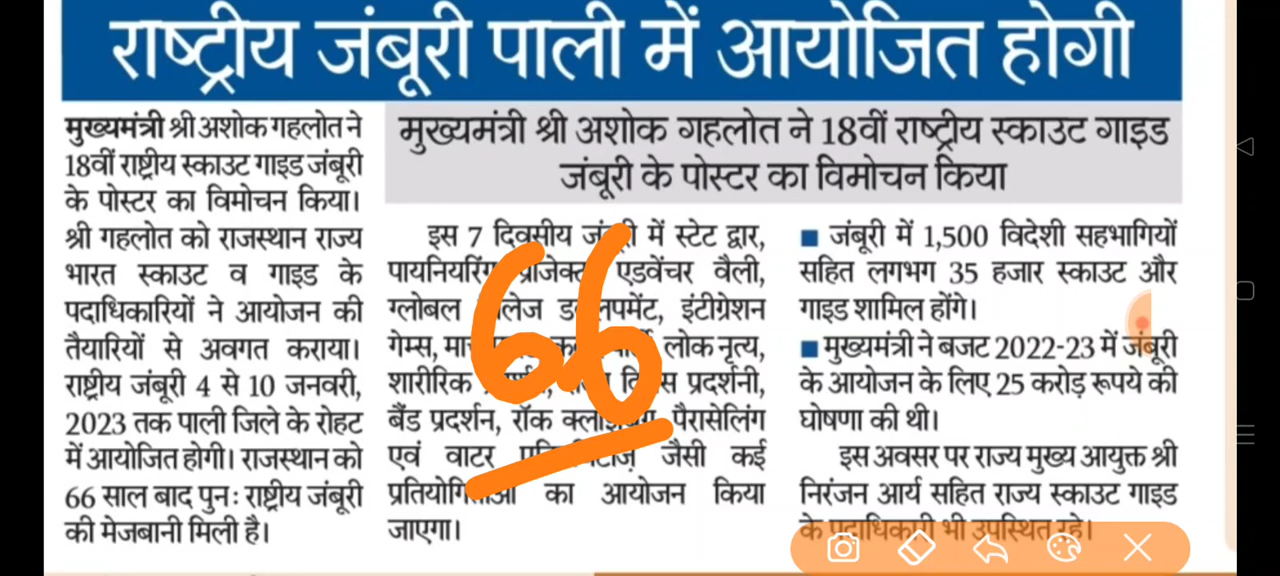 राष्ट्रीय जंबूरी पाली में आयोजित होगी
मुख्यमंत्री श्री अशोक गहलोत ने
18वीं राष्ट्रीय स्काउट गाइड जंबूरी
के पोस्टर का विमोचन किया।
श्री गहलोत को राजस्थान राज्य
भारत स्काउट व गाइड के
पदाधिकारियों ने आयोजन की
तैयारियों से अवगत कराया।
राष्ट्रीय जंबूरी 4 से 10 जनवरी,
2023 तक पाली जिले के रोहट
में आयोजित होगी। राजस्थान को
66 साल बाद पुनः राष्ट्रीय जंबूरी
की मेजबानी मिली है।
मुख्यमंत्री श्री अशोक गहलोत ने 18वीं राष्ट्रीय स्काउट गाइड
जंबूरी के पोस्टर का विमोचन किया
इस 7 दिवसीय जंबूरी में स्टेट द्वार,
पायनियरिंग प्रोजेक्ट, एडवेंचर वैली,
ग्लोबल डवलपमेंट, इंटीग्रेशन
गेम्स, लोक नृत्य,
शारीरिक प्रदर्शनी,
बैंड प्रदर्शन, रॉक क्लाइंबिंग, पैरासेलिंग
एवं वाटर एक्टिविटीज़ जैसी कई
प्रतियोगिताओं का आयोजन किया
जाएगा।
66
■ जंबूरी में 1,500 विदेशी सहभागियों
सहित लगभग 35 हजार स्काउट और
गाइड शामिल होंगे।
■ मुख्यमंत्री ने बजट 2022-23 में जंबूरी
के आयोजन के लिए 25 करोड़ रूपये की
घोषणा की थी।
इस अवसर पर राज्य मुख्य आयुक्त श्री
निरंजन आर्य सहित राज्य स्काउट गाइड
के पदाधिकारी भी उपस्थित रहे।